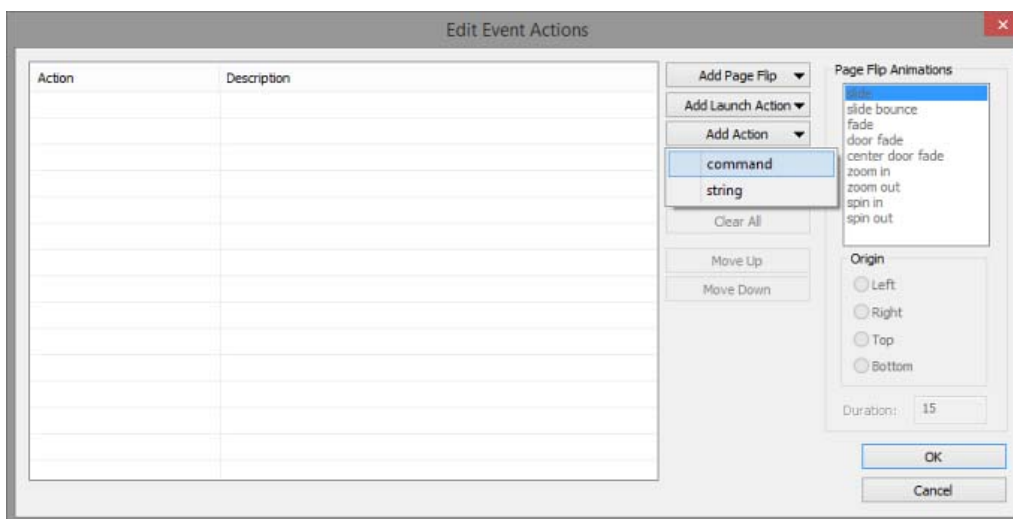 Edit Event Actions
Action
Description
Add Page Flip
Add Launch Action
Add Action
command
string
Clear All
Move Up
Move Down
Page Flip Animations
slide
slide bounce
fade
door fade
center door fade
zoom in
zoom out
spin in
spin out
Origin
Left
Right
Top
Bottom
Duration: 15
OK
Cancel